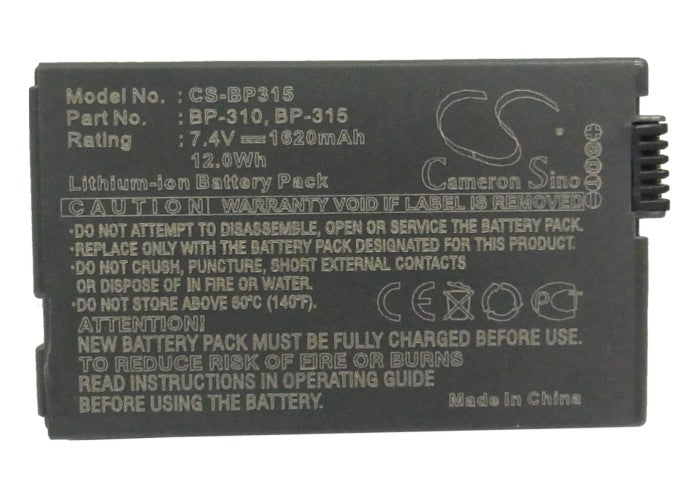 Model No. : CS-BP315
Part No. : BP-310, BP-315
Rating : 7.4V 1620mAh
12.0Wh
Lithium-ion Battery Pack
CS
Cameron Sino
CAUTION! WARRANTY VOID IF LABEL IS REMOVED
•DO NOT ATTEMPT TO DISASSEMBLE, OPEN OR SERVICE THE BATTERY PACK.
•REPLACE ONLY WITH THE BATTERY PACK DESIGNATED FOR THIS PRODUCT.
•DO NOT CRUSH, PUNCTURE, SHORT EXTERNAL CONTACTS
OR DISPOSE OF IN FIRE OR WATER.
•DO NOT STORE ABOVE 60°C (140°F).
CE PCT
ATTENTION!
NEW BATTERY PACK MUST BE FULLY CHARGED BEFORE USING.
TO REDUCE RISK OF FIRE OR BURNS
READ INSTRUCTIONS IN OPERATING GUIDE
BEFORE USING THE BATTERY.
Made In China